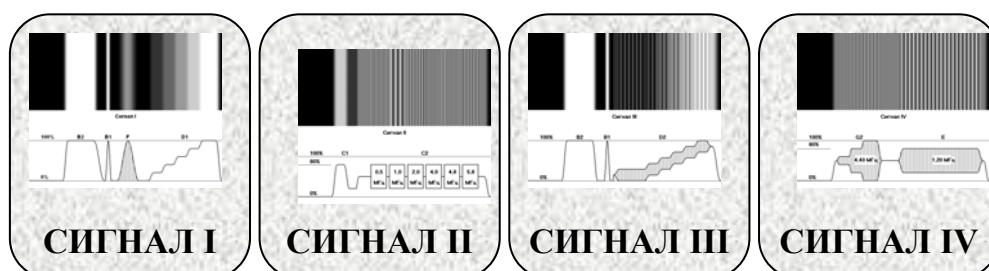 Сигнал I
100% B2 B1 F D1
0%
СИГНАЛ I
Сигнал II
C1 C2
100%
80%
0,5 МГц 1,0 МГц 2,0 МГц 4,0 МГц 4,8 МГц 5,8 МГц
0%
СИГНАЛ II
Сигнал III
100% B2 B1 D2
0%
СИГНАЛ III
Сигнал IV
100% G2 E
80%
4,43 МГц 1,20 МГц
0%
СИГНАЛ IV